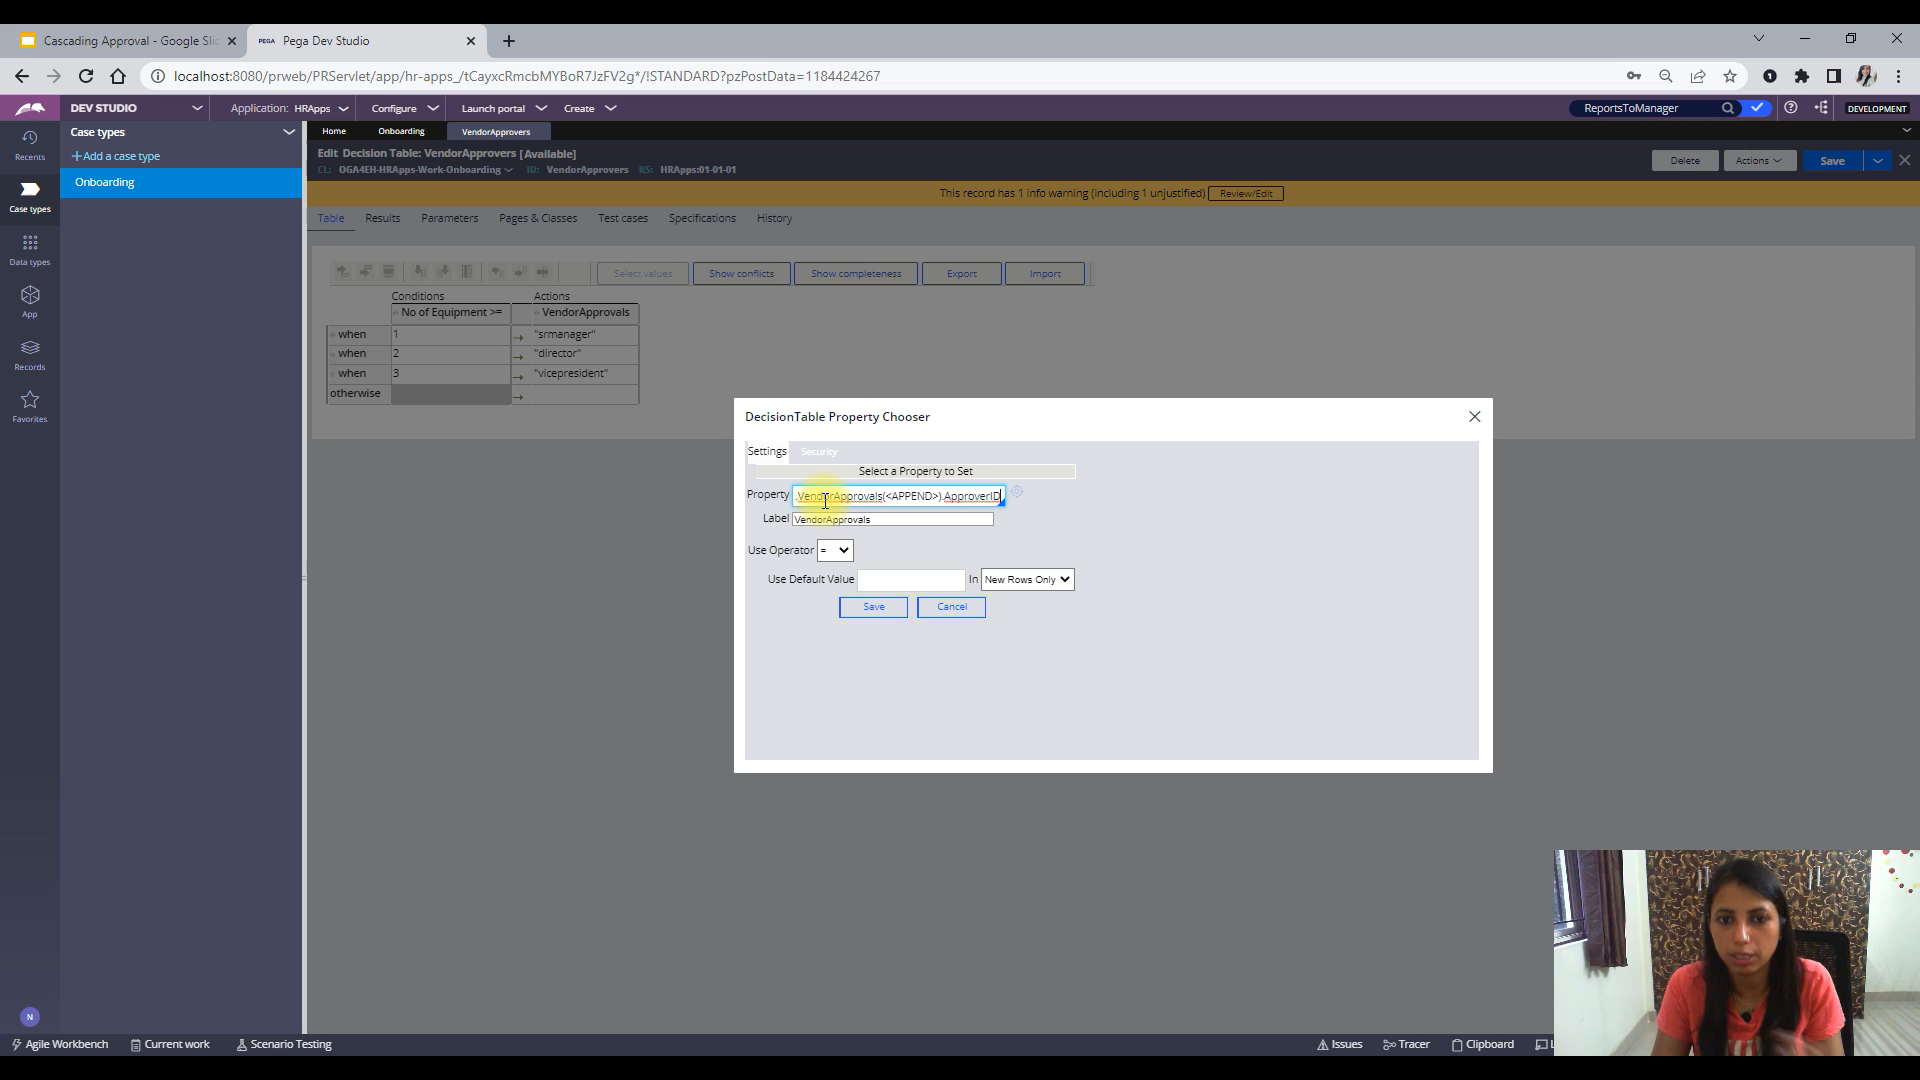 Cascading Approval - Google Slid
PEGA Pega Dev Studio
localhost:8080/prweb/PRServlet/app/hr-apps_/tCayxcRmcbMYBoR7JzFV2g*/!STANDARD?pzPostData=1184424267
DEV STUDIO
Application: HRApps
Configure
Launch portal
Create
ReportsToManager
DEVELOPMENT
Recents
Case types
Data types
App
Records
Favorites
N
Case types
+Add a case type
Onboarding
Home Onboarding VendorApprovers
Edit Decision Table: VendorApprovers [Available]
CL: OGA4EH-HRApps-Work-Onboarding ID: VendorApprovers RS: HRApps:01-01-01
Delete Actions Save
This record has 1 info warning (including 1 unjustified) Review/Edit
Table Results Parameters Pages & Classes Test cases Specifications History
Select values Show conflicts Show completeness Export Import
Conditions Actions
No of Equipment >= VendorApprovals
when 1 → "srmanager"
when 2 → "director"
when 3 → "vicepresident"
otherwise →
DecisionTable Property Chooser
Settings Security
Select a Property to Set
Property .VendorApprovals(<APPEND>).ApproverID
Label VendorApprovals
Use Operator =
Use Default Value In New Rows Only
Save Cancel
Agile Workbench Current work Scenario Testing
Issues Tracer Clipboard L